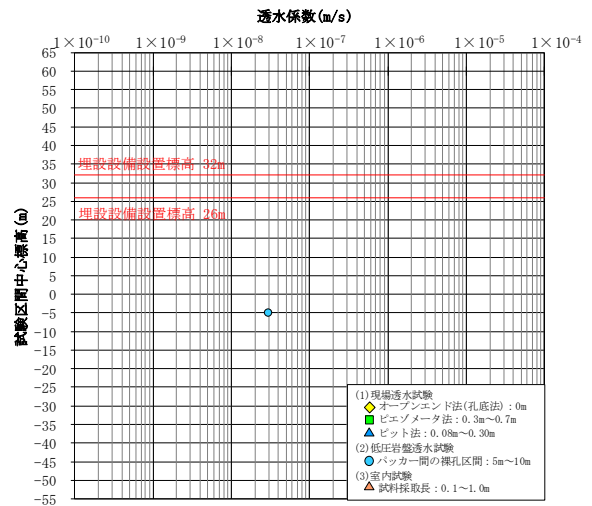 透水係数(m/s)
1×10⁻¹⁰ 1×10⁻⁹ 1×10⁻⁸ 1×10⁻⁷ 1×10⁻⁶ 1×10⁻⁵ 1×10⁻⁴
65
60
55
50
45
40
35
30
25
20
15
10
5
0
-5
-10
-15
-20
-25
-30
-35
-40
-45
-50
-55
試験区間中心標高(m)
埋設設備設置標高 32m
埋設設備設置標高 26m
(1)現場透水試験
オープンエンド法(孔底法):0m
ピエゾメータ法:0.3m～0.7m
ピット法:0.08m～0.30m
(2)低圧岩盤透水試験
パッカー間の裸孔区間:5m～10m
(3)室内試験
試料採取長:0.1～1.0m